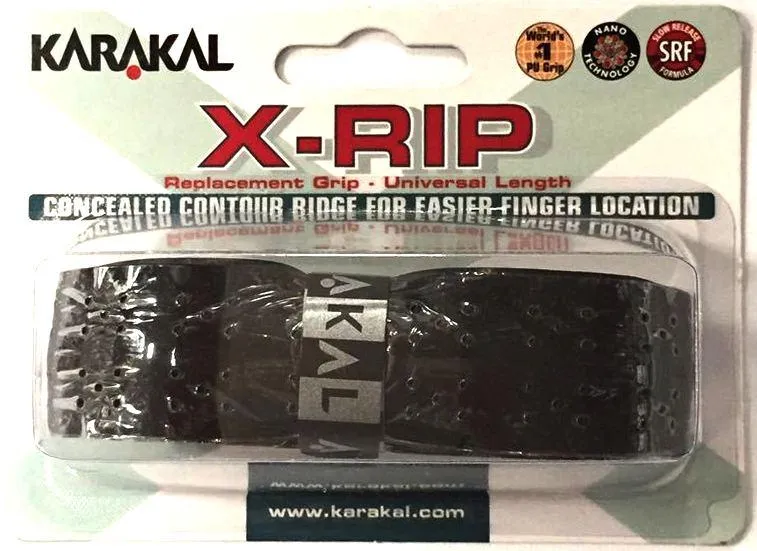 KARAKAL
The World's #1 PU Grip
NANO TECHNOLOGY
SLOW RELEASE SRF FORMULA
X-RIP
Replacement Grip - Universal Length
CONCEALED CONTOUR RIDGE FOR EASIER FINGER LOCATION
AKAL
www.karakal.com